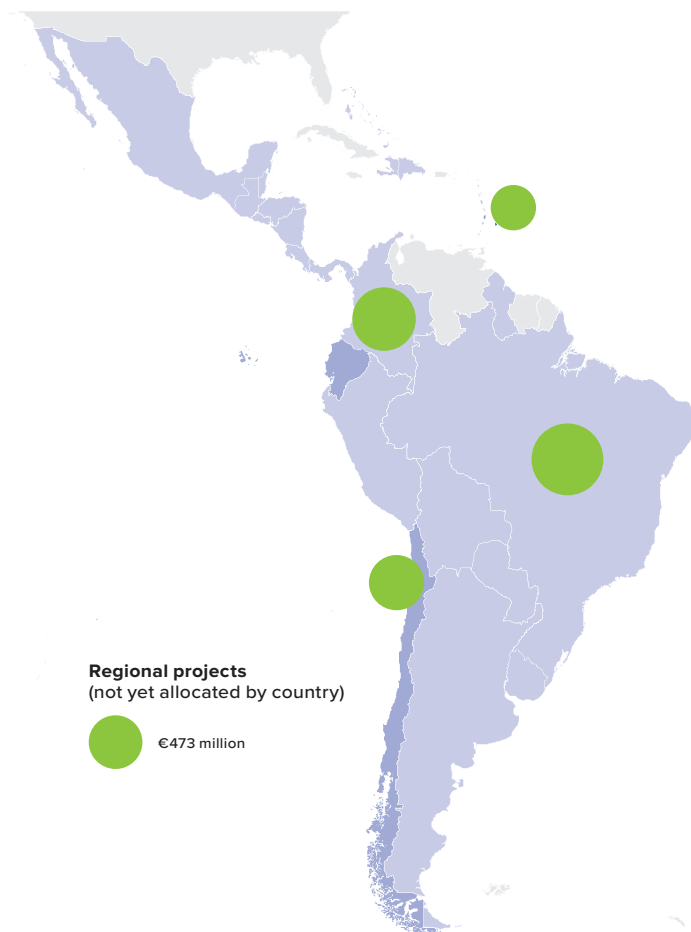 Regional projects
(not yet allocated by country)
€473 million